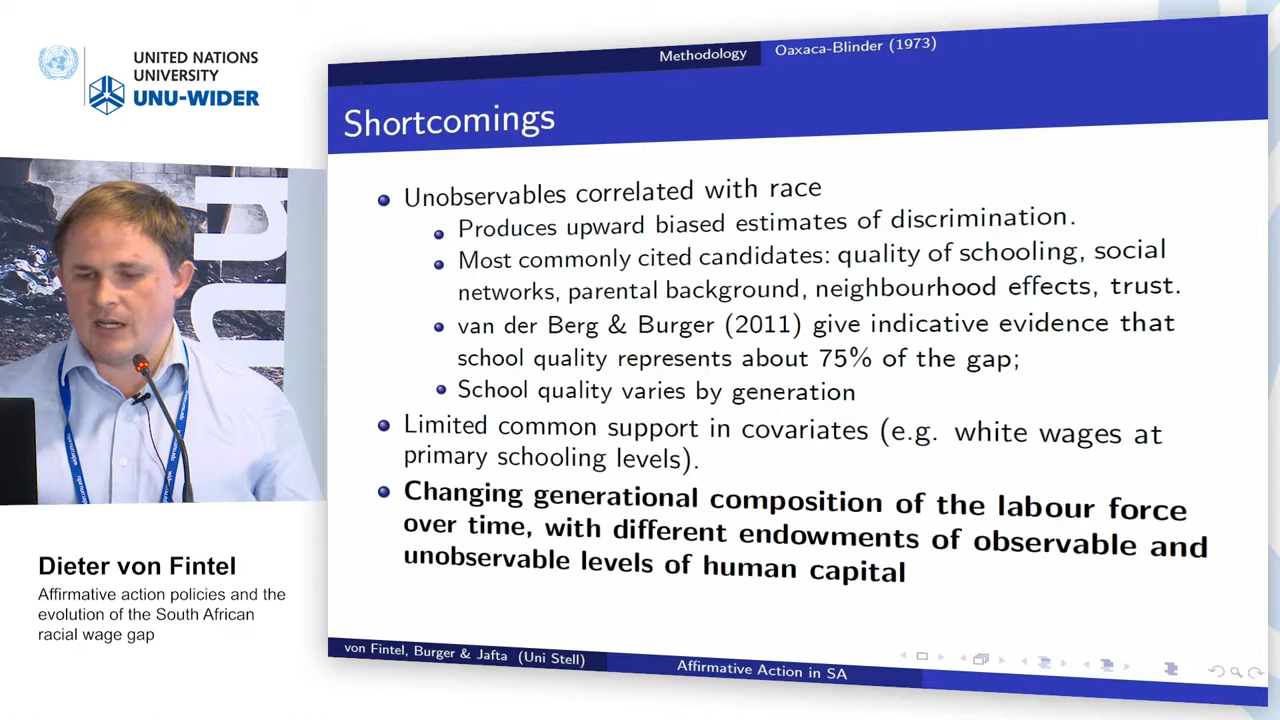 UNITED NATIONS
UNIVERSITY
UNU-WIDER
Methodology
Oaxaca-Blinder (1973)
Shortcomings
Unobservables correlated with race
Produces upward biased estimates of discrimination.
Most commonly cited candidates: quality of schooling, social
networks, parental background, neighbourhood effects, trust.
van der Berg & Burger (2011) give indicative evidence that
school quality represents about 75% of the gap;
School quality varies by generation
Limited common support in covariates (e.g. white wages at
primary schooling levels).
Changing generational composition of the labour force
over time, with different endowments of observable and
unobservable levels of human capital
Dieter von Fintel
Affirmative action policies and the
evolution of the South African
racial wage gap
von Fintel, Burger & Jafta (Uni Stell)
Affirmative Action in SA